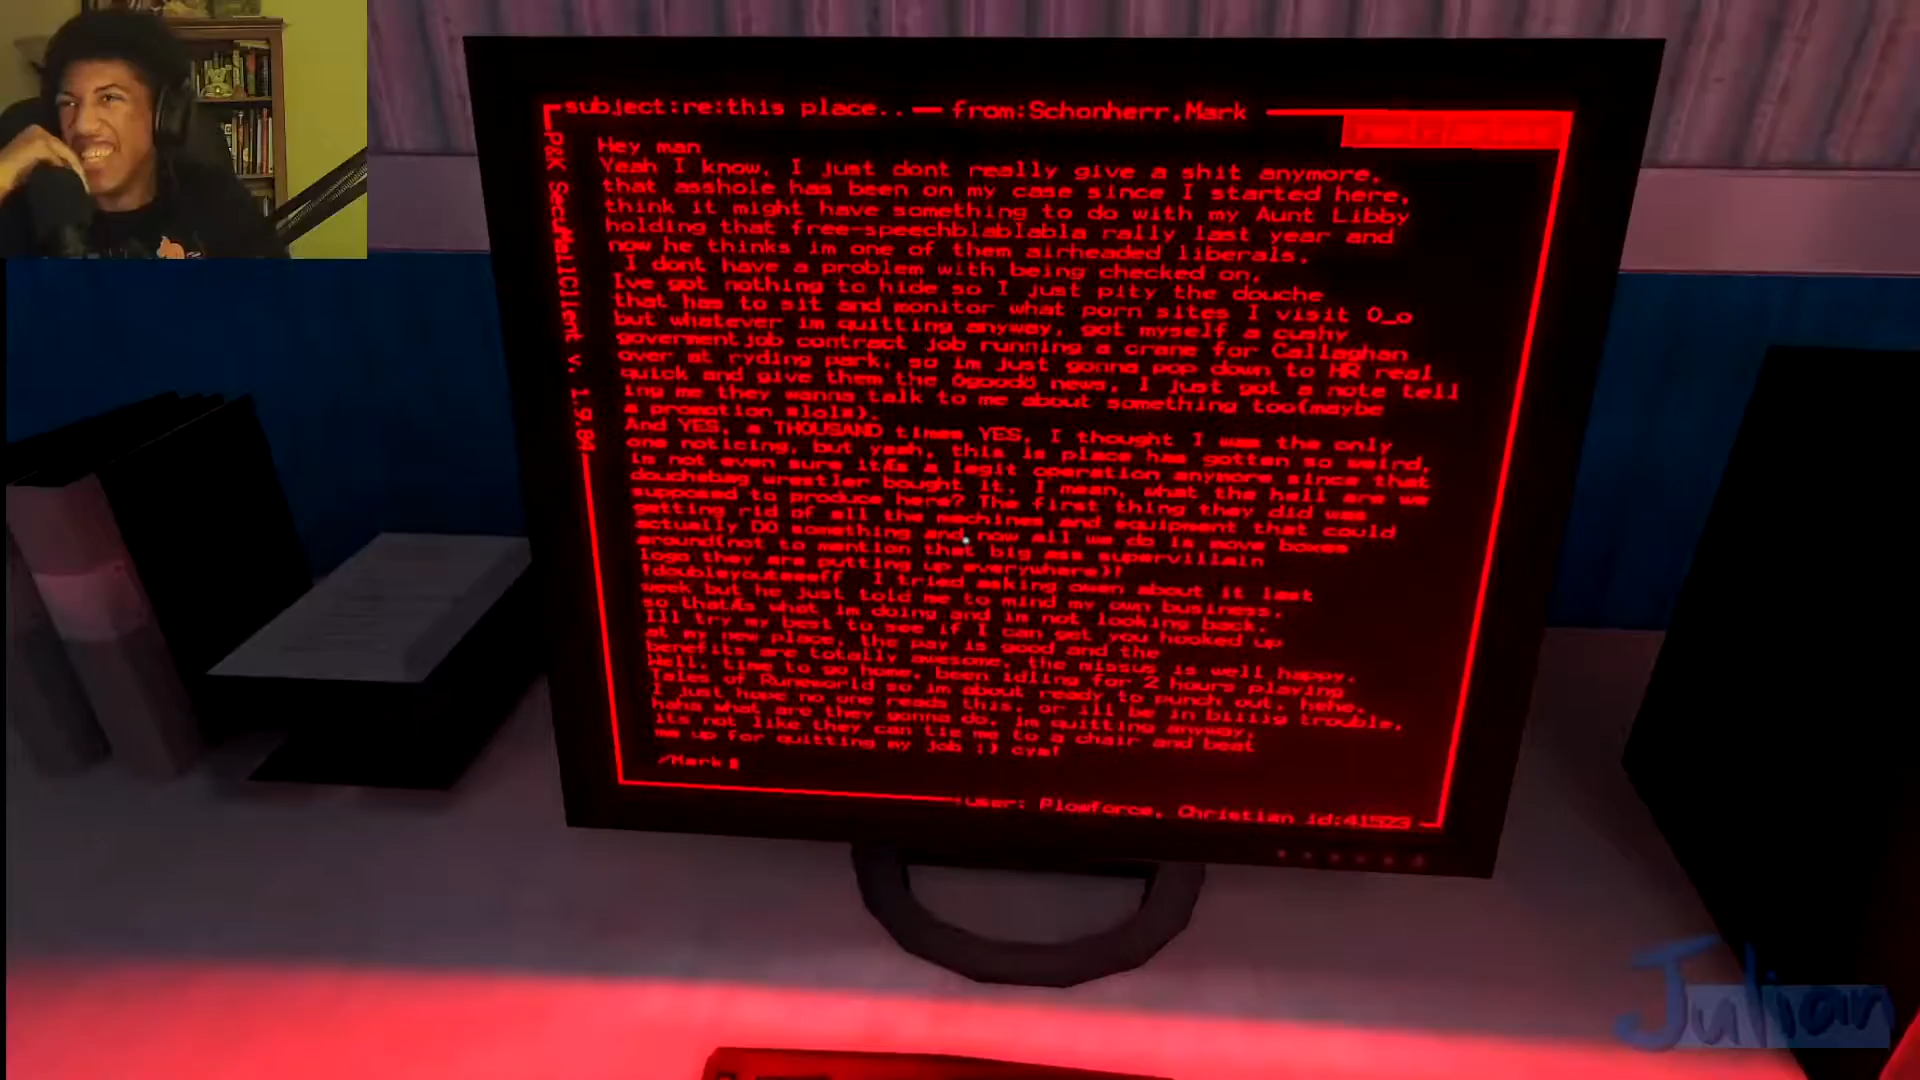 subject:re:this place.. — from:Schonherr,Mark
P&K SecuMailClient v. 1.9.84
Hey man
Yeah I know, I just dont really give a shit anymore,
that asshole has been on my case since I started here,
think it might have something to do with my Aunt Libby
holding that free-speechblablabla rally last year and
now he thinks im one of them airheaded liberals.
I dont have a problem with being checked on,
Ive got nothing to hide so I just pity the douche
that has to sit and monitor what porn sites I visit O_o
but whatever im quitting anyway, got myself a cushy
goverment job contract job running a crane for Callaghan
over at ryding park, so im just gonna pop down to HR real
quick and give them the ôgoodö news, I just got a note tell
ing me they wanna talk to me about something too(maybe
a promotion *lol*).
And YES, a THOUSAND times YES, I thought I was the only
one noticing, but yeah, this is place has gotten so weird,
im not even sure itÆs a legit operation anymore since that
douchebag wrestler bought it, I mean, what the hell are we
supposed to produce here? The first thing they did was
getting rid of all the machines and equipment that could
actually DO something and now all we do is move boxes
around(not to mention that big ass supervillain
logo they are putting up everywhere)!
I tried asking owen about it last
week but he just told me to mind my own business,
so thatÆs what im doing and im not looking back.
Ill try my best to see if I can get you hooked up
at my new place, the pay is good and the
benefits are totally awesome, the missus is well happy.
Well, time to go home, been idling for 2 hours playing
Tales of Runeworld so im about ready to punch out, hehe.
I just hope no one reads this, or ill be in biiiig trouble,
haha what are they gonna do, im quitting anyway,
its not like they can tie me to a chair and beat
me up for quitting my job ;) cya!
/Mark
user: Plowforce, Christian id:41523
Julian